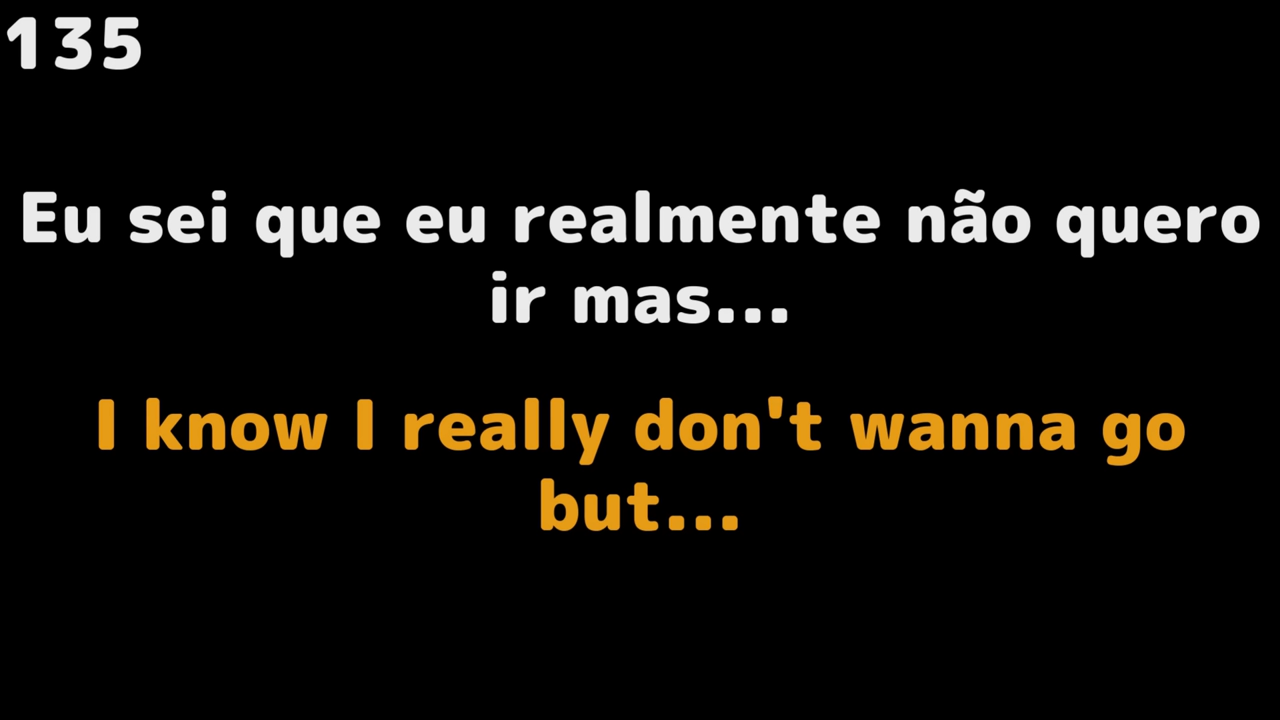 135
Eu sei que eu realmente não quero
ir mas...
I know I really don't wanna go
but...